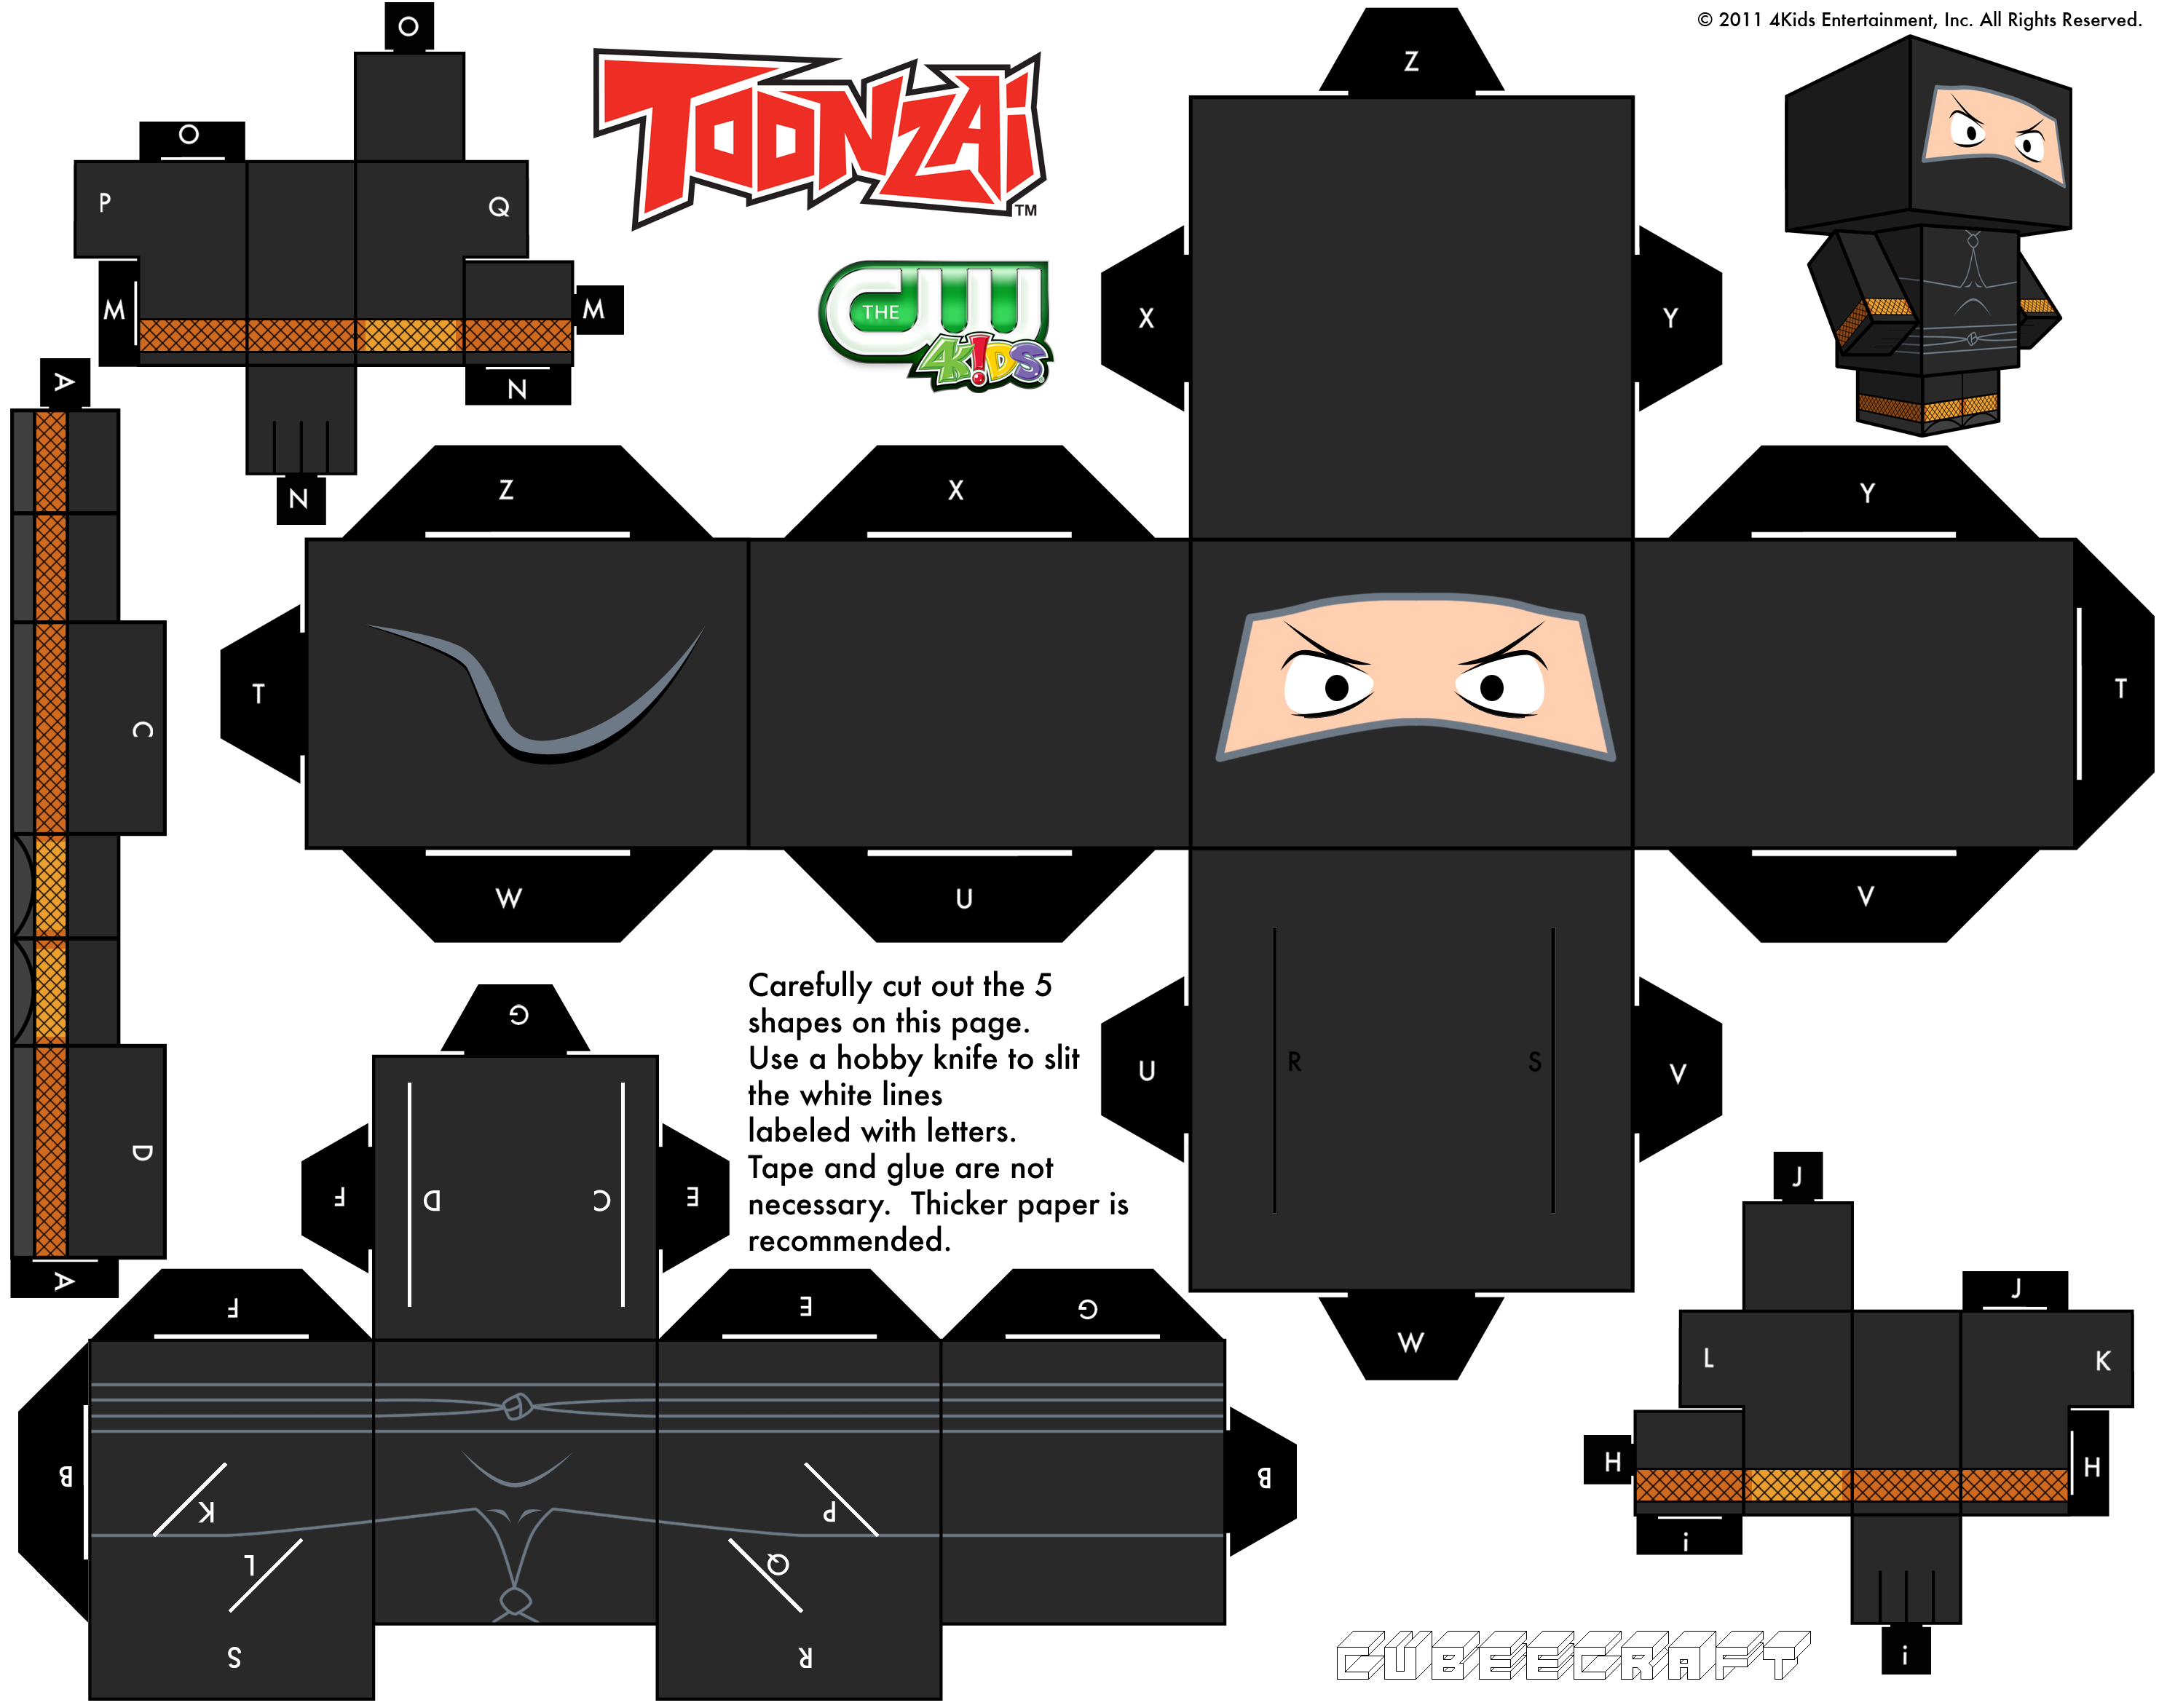 © 2011 4Kids Entertainment, Inc. All Rights Reserved.
O
Z
TOONZAI
TM
O
P
Q
M
M
THE
CW
4K!DS
X
Y
A
N
N
Z
X
Y
C
T
T
W
U
V
G
Carefully cut out the 5
shapes on this page.
Use a hobby knife to slit
the white lines
labeled with letters.
Tape and glue are not
necessary. Thicker paper is
recommended.
R
S
U
V
D
F
D
C
E
A
F
E
G
J
J
W
L
K
B
B
H
H
K
P
L
Q
i
S
R
i
CUBEECRAFT